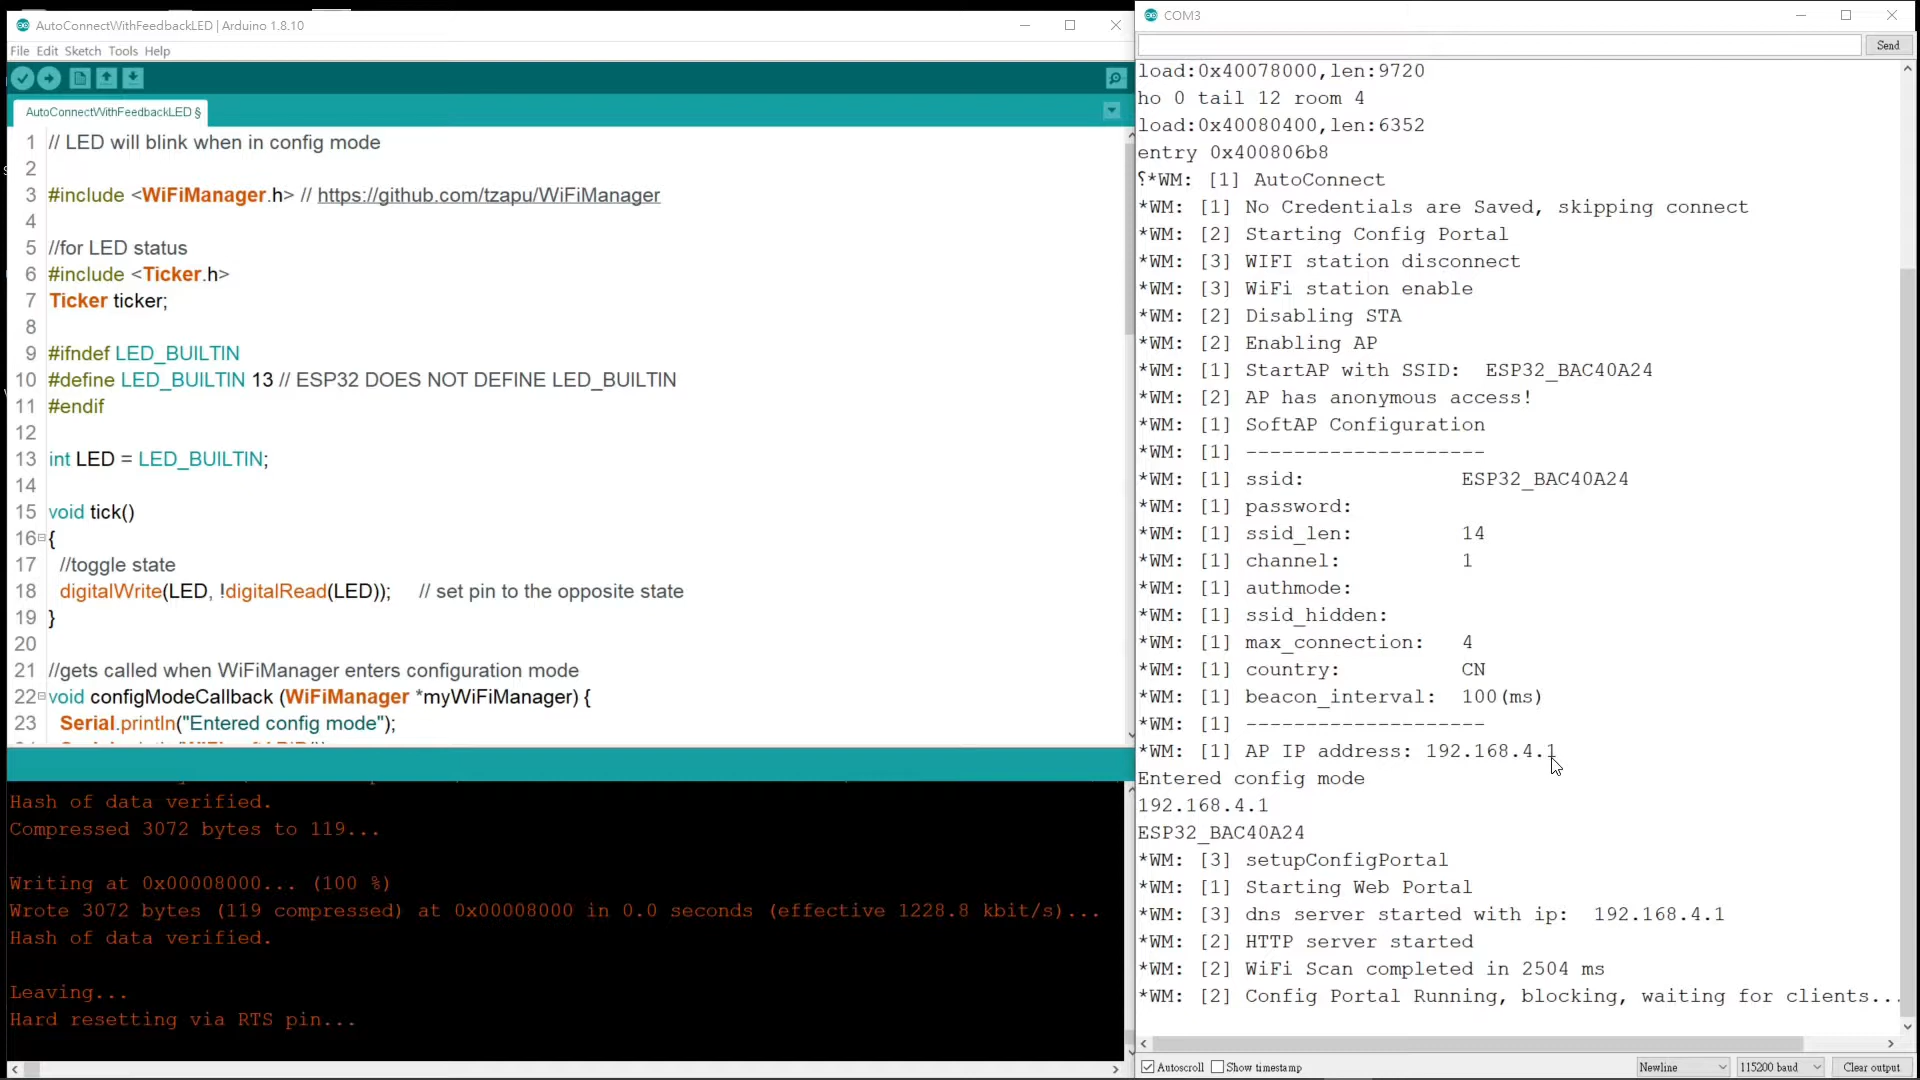 AutoConnectWithFeedbackLED | Arduino 1.8.10
File Edit Sketch Tools Help
AutoConnectWithFeedbackLED §
1 // LED will blink when in config mode
2
3 #include <WiFiManager.h> // https://github.com/tzapu/WiFiManager
4
5 //for LED status
6 #include <Ticker.h>
7 Ticker ticker;
8
9 #ifndef LED_BUILTIN
10 #define LED_BUILTIN 13 // ESP32 DOES NOT DEFINE LED_BUILTIN
11 #endif
12
13 int LED = LED_BUILTIN;
14
15 void tick()
16 {
17 //toggle state
18 digitalWrite(LED, !digitalRead(LED)); // set pin to the opposite state
19 }
20
21 //gets called when WiFiManager enters configuration mode
22 void configModeCallback (WiFiManager *myWiFiManager) {
23 Serial.println("Entered config mode");
Hash of data verified.
Compressed 3072 bytes to 119...
Writing at 0x00008000... (100 %)
Wrote 3072 bytes (119 compressed) at 0x00008000 in 0.0 seconds (effective 1228.8 kbit/s)...
Hash of data verified.
Leaving...
Hard resetting via RTS pin...
COM3
Send
load:0x40078000,len:9720
ho 0 tail 12 room 4
load:0x40080400,len:6352
entry 0x400806b8
⸮*WM: [1] AutoConnect
*WM: [1] No Credentials are Saved, skipping connect
*WM: [2] Starting Config Portal
*WM: [3] WIFI station disconnect
*WM: [3] WiFi station enable
*WM: [2] Disabling STA
*WM: [2] Enabling AP
*WM: [1] StartAP with SSID: ESP32_BAC40A24
*WM: [2] AP has anonymous access!
*WM: [1] SoftAP Configuration
*WM: [1] --------------------
*WM: [1] ssid: ESP32_BAC40A24
*WM: [1] password:
*WM: [1] ssid_len: 14
*WM: [1] channel: 1
*WM: [1] authmode:
*WM: [1] ssid_hidden:
*WM: [1] max_connection: 4
*WM: [1] country: CN
*WM: [1] beacon_interval: 100(ms)
*WM: [1] --------------------
*WM: [1] AP IP address: 192.168.4.1
Entered config mode
192.168.4.1
ESP32_BAC40A24
*WM: [3] setupConfigPortal
*WM: [1] Starting Web Portal
*WM: [3] dns server started with ip: 192.168.4.1
*WM: [2] HTTP server started
*WM: [2] WiFi Scan completed in 2504 ms
*WM: [2] Config Portal Running, blocking, waiting for clients...
Autoscroll Show timestamp Newline 115200 baud Clear output